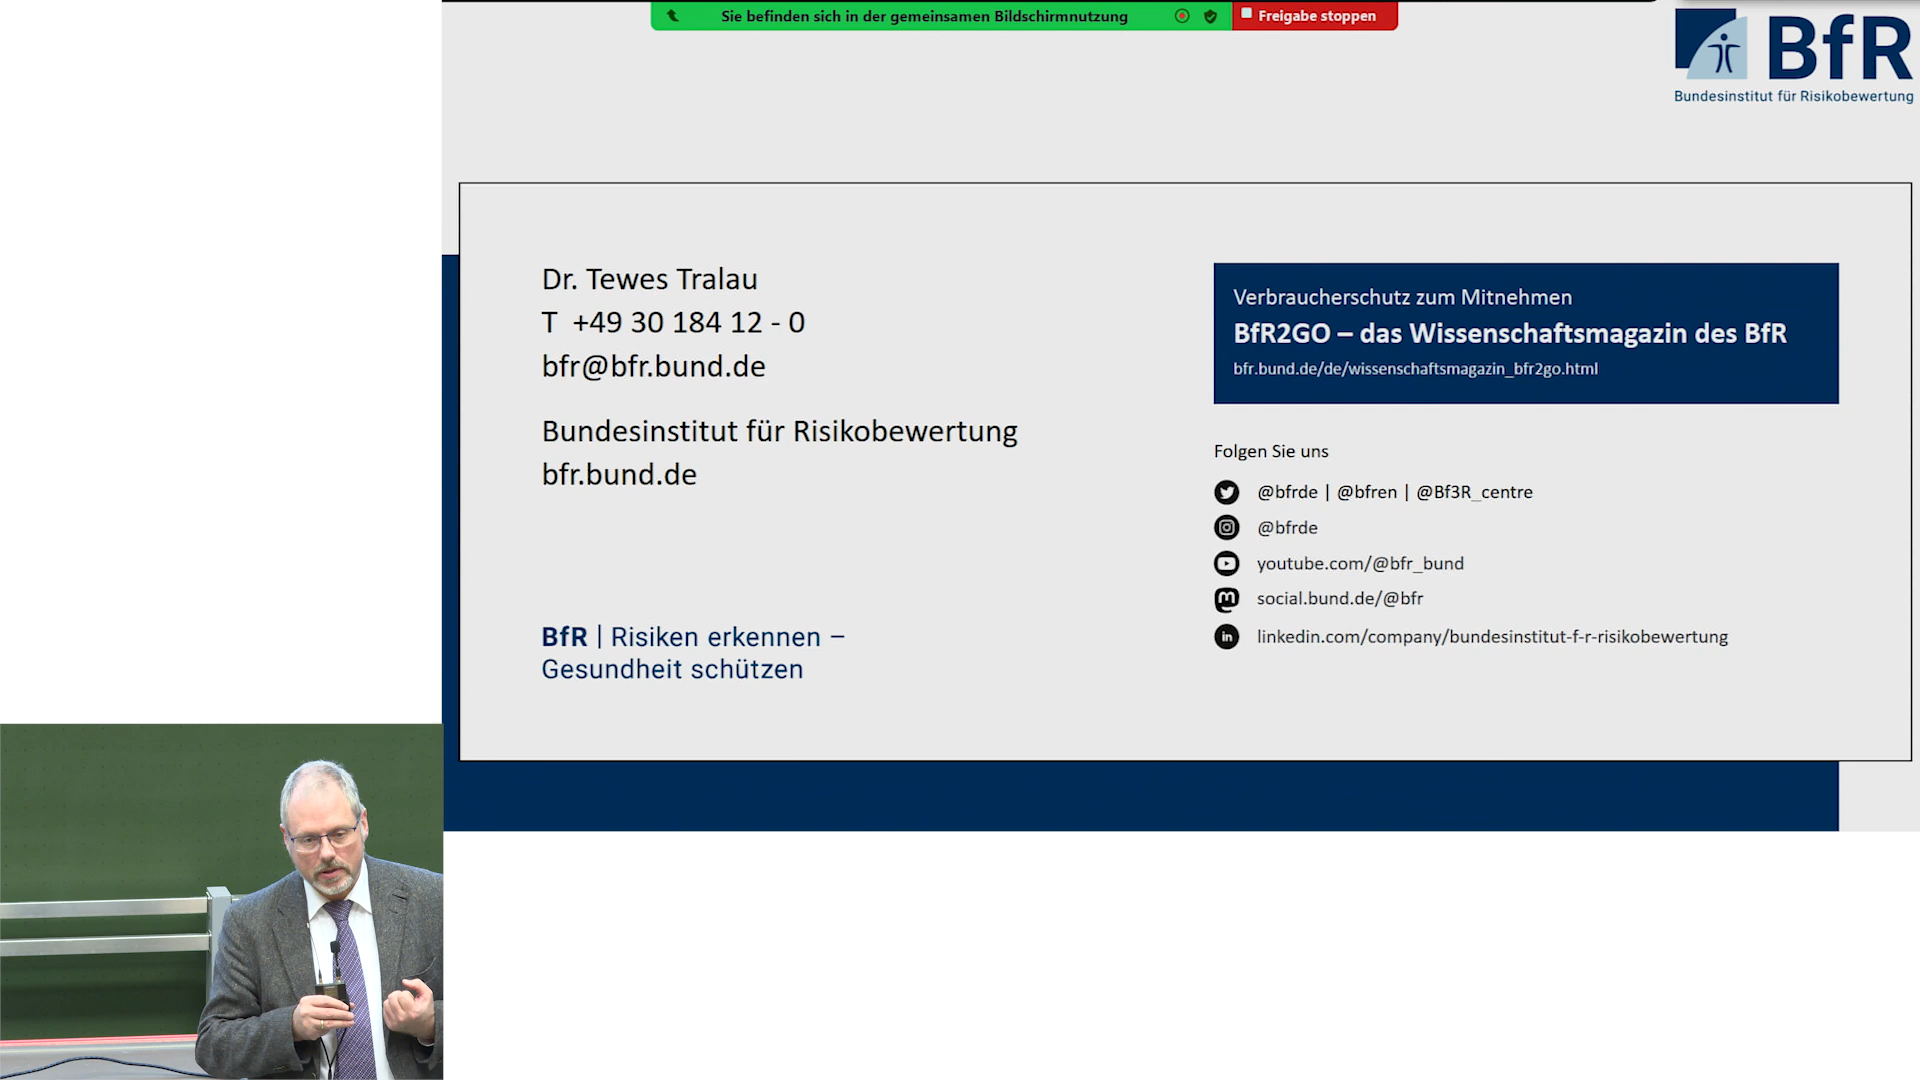 Sie befinden sich in der gemeinsamen Bildschirmnutzung
Freigabe stoppen
BfR
Bundesinstitut für Risikobewertung
Dr. Tewes Tralau
T +49 30 184 12 - 0
bfr@bfr.bund.de
Bundesinstitut für Risikobewertung
bfr.bund.de
BfR | Risiken erkennen –
Gesundheit schützen
Verbraucherschutz zum Mitnehmen
BfR2GO – das Wissenschaftsmagazin des BfR
bfr.bund.de/de/wissenschaftsmagazin_bfr2go.html
Folgen Sie uns
@bfrde | @bfren | @Bf3R_centre
@bfrde
youtube.com/@bfr_bund
social.bund.de/@bfr
linkedin.com/company/bundesinstitut-f-r-risikobewertung